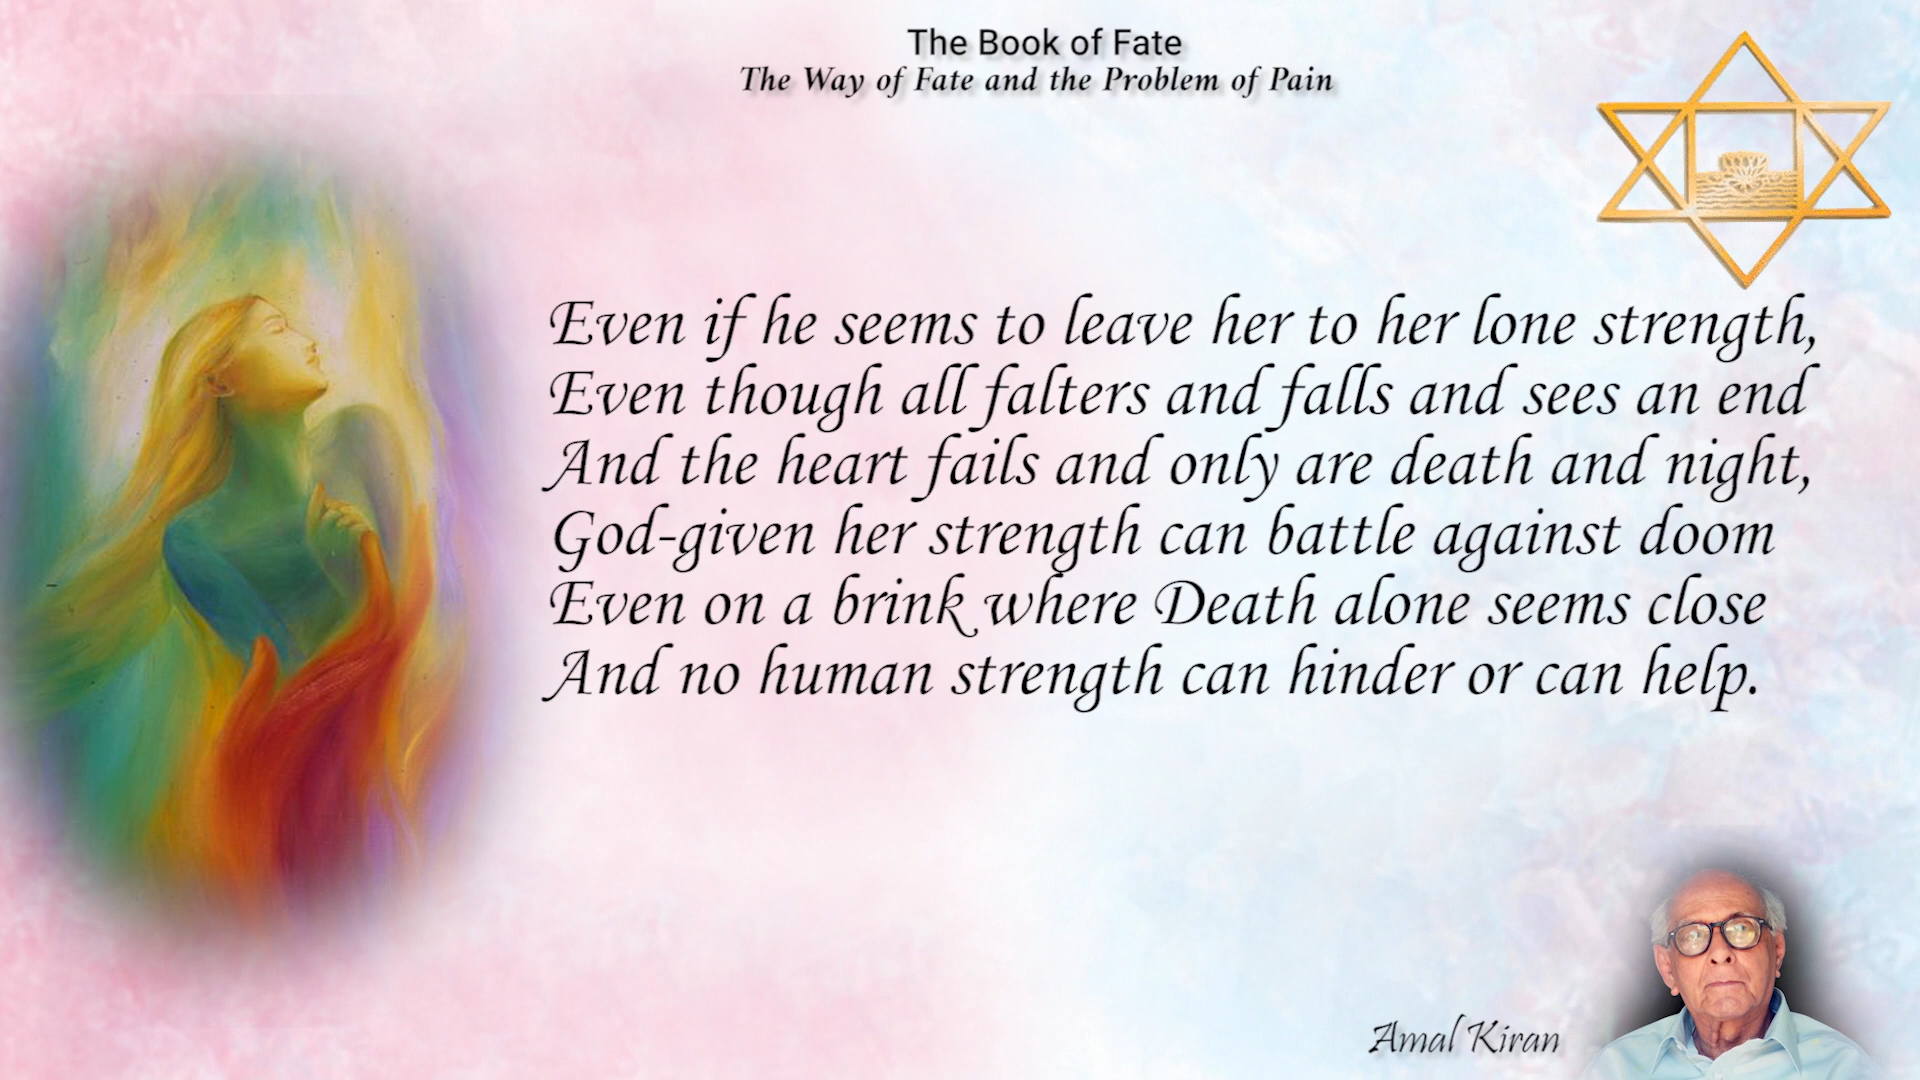 The Book of Fate
The Way of Fate and the Problem of Pain
Even if he seems to leave her to her lone strength,
Even though all falters and falls and sees an end
And the heart fails and only are death and night,
God-given her strength can battle against doom
Even on a brink where Death alone seems close
And no human strength can hinder or can help.
Amal Kiran